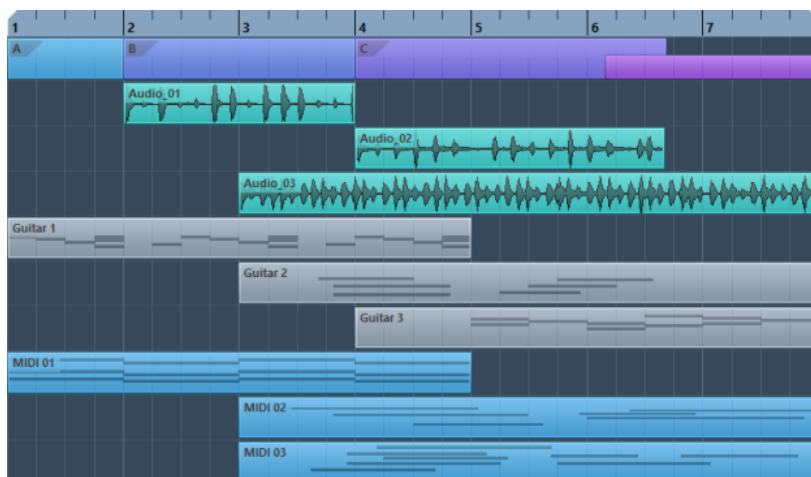 1 2 3 4 5 6 7
A B C
Audio_01
Audio_02
Audio_03
Guitar 1
Guitar 2
Guitar 3
MIDI 01
MIDI 02
MIDI 03